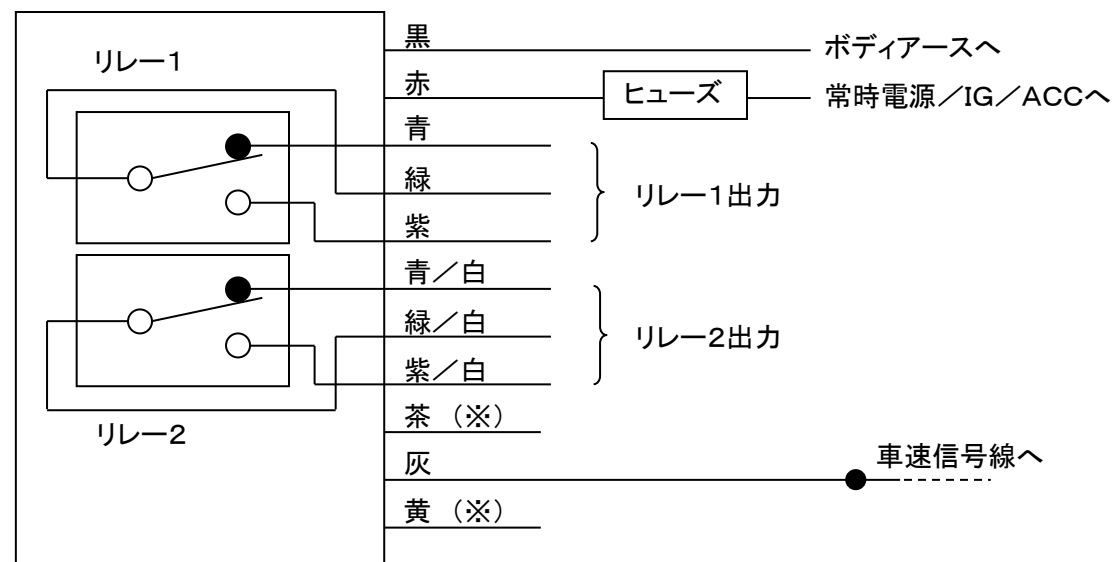 リレー1
黒
ボディアースへ
赤
ヒューズ
常時電源／IG／ACCへ
青
緑
リレー1出力
紫
青／白
緑／白
リレー2出力
紫／白
茶（※）
リレー2
灰
車速信号線へ
黄（※）